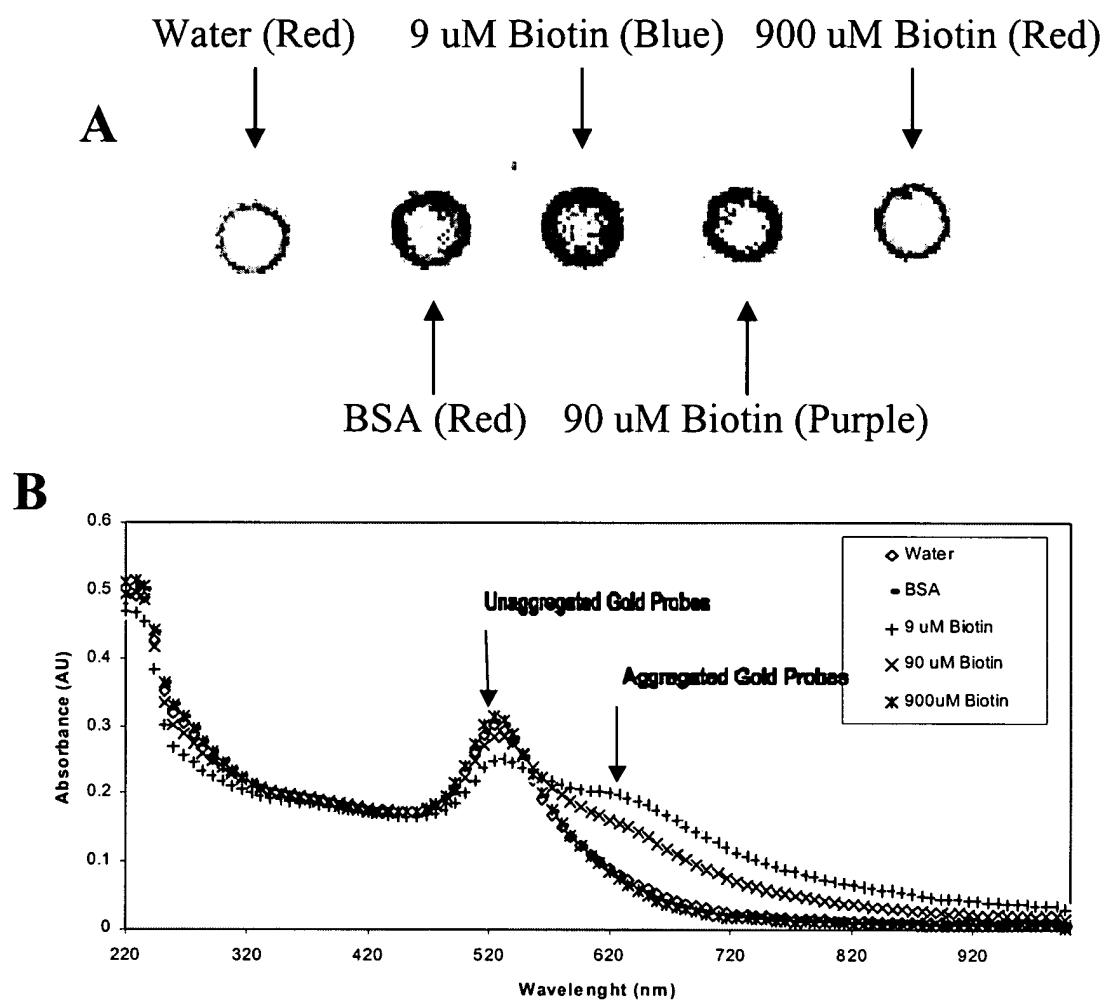 Water (Red) 9 uM Biotin (Blue) 900 uM Biotin (Red)
A
BSA (Red) 90 uM Biotin (Purple)
B
0.6
0.5
0.4
0.3
0.2
0.1
0
Absorbance (AU)
Unaggregated Gold Probes
Aggregated Gold Probes
Water
BSA
9 uM Biotin
90 uM Biotin
900uM Biotin
220 320 420 520 620 720 820 920
Wavelenght (nm)